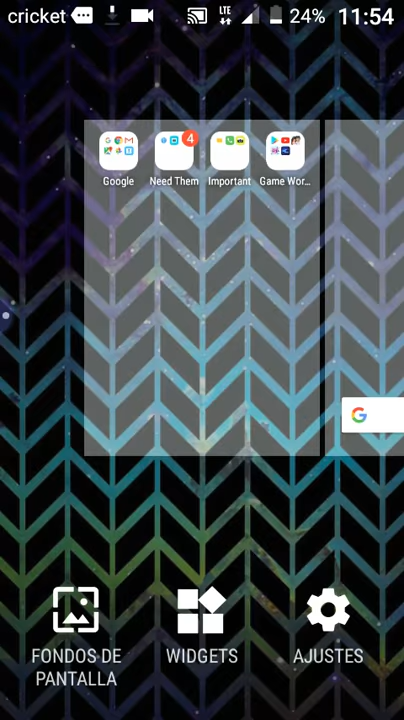 cricket LTE 24% 11:54
4
Google Need Them Important Game Wor...
G
FONDOS DE WIDGETS AJUSTES
PANTALLA